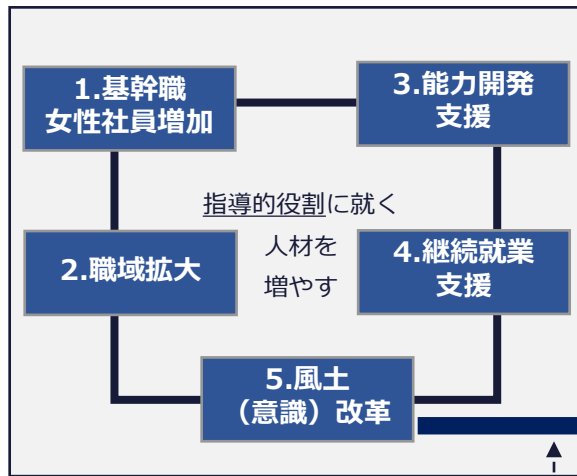 1.基幹職
女性社員増加
3.能力開発
支援
指導的役割に就く
人材を
増やす
2.職域拡大
4.継続就業
支援
5.風土
（意識）改革